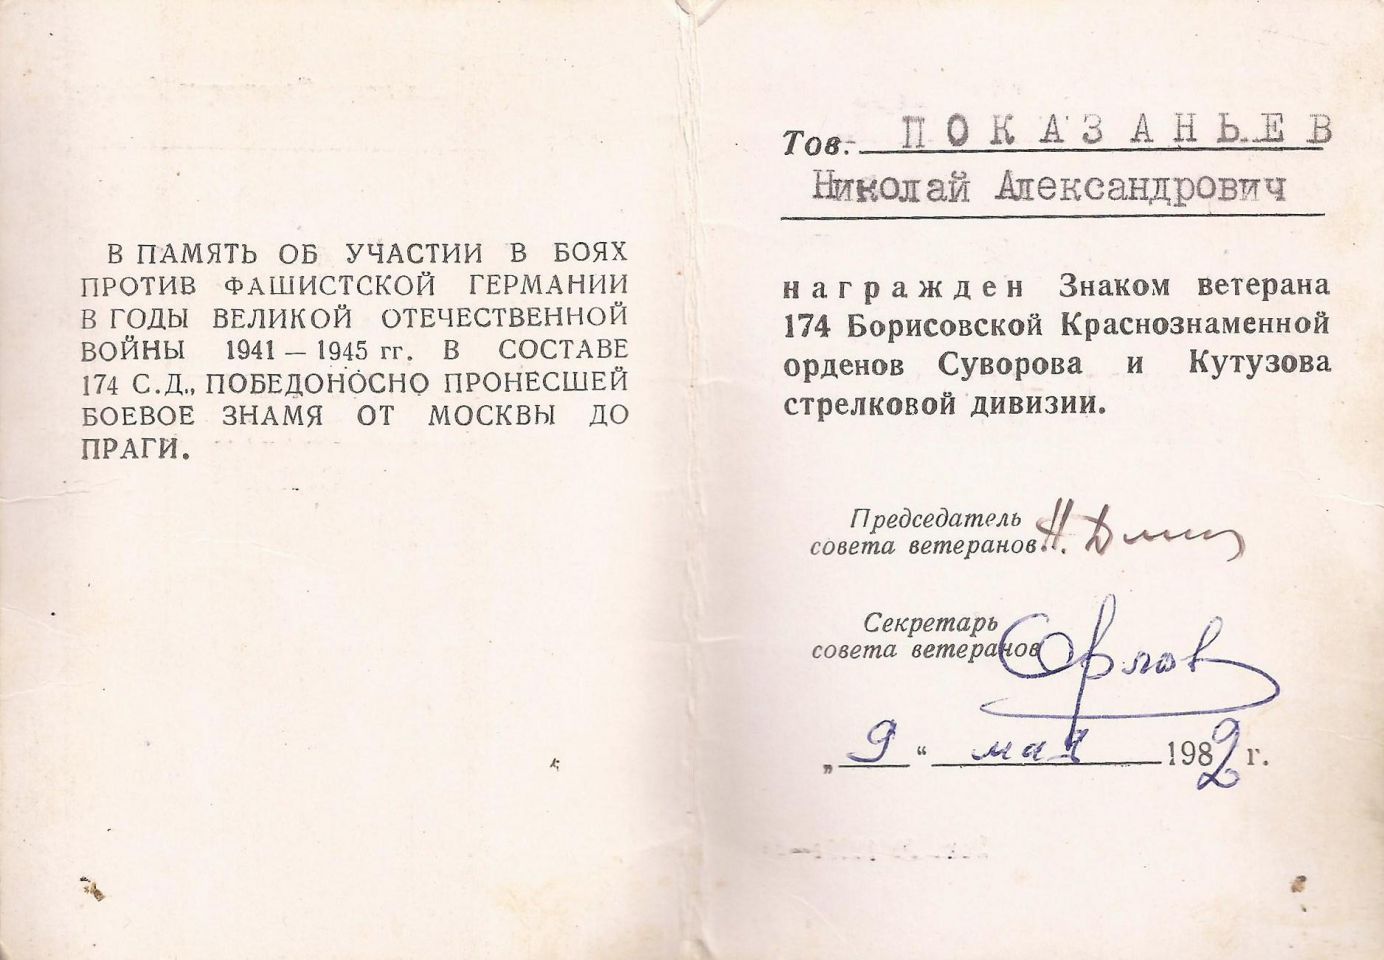 В ПАМЯТЬ ОБ УЧАСТИИ В БОЯХ
ПРОТИВ ФАШИСТСКОЙ ГЕРМАНИИ
В ГОДЫ ВЕЛИКОЙ ОТЕЧЕСТВЕННОЙ
ВОЙНЫ 1941 — 1945 гг. В СОСТАВЕ
174 С.Д., ПОБЕДОНОСНО ПРОНЕСШЕЙ
БОЕВОЕ ЗНАМЯ ОТ МОСКВЫ ДО
ПРАГИ.
Тов. ПОКАЗАНЬЕВ
Николай Александрович
награжден Знаком ветерана
174 Борисовской Краснознаменной
орденов Суворова и Кутузова
стрелковой дивизии.
Председатель
совета ветеранов
Секретарь
совета ветеранов Орлов
„ 9 “ мая 1982 г.